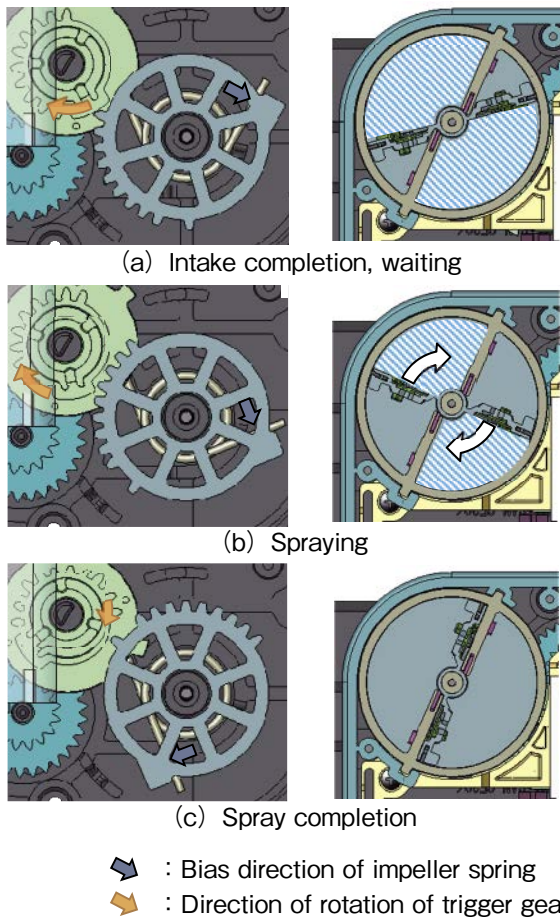 (a) Intake completion, waiting
(b) Spraying
(c) Spray completion
: Bias direction of impeller spring
: Direction of rotation of trigger gea